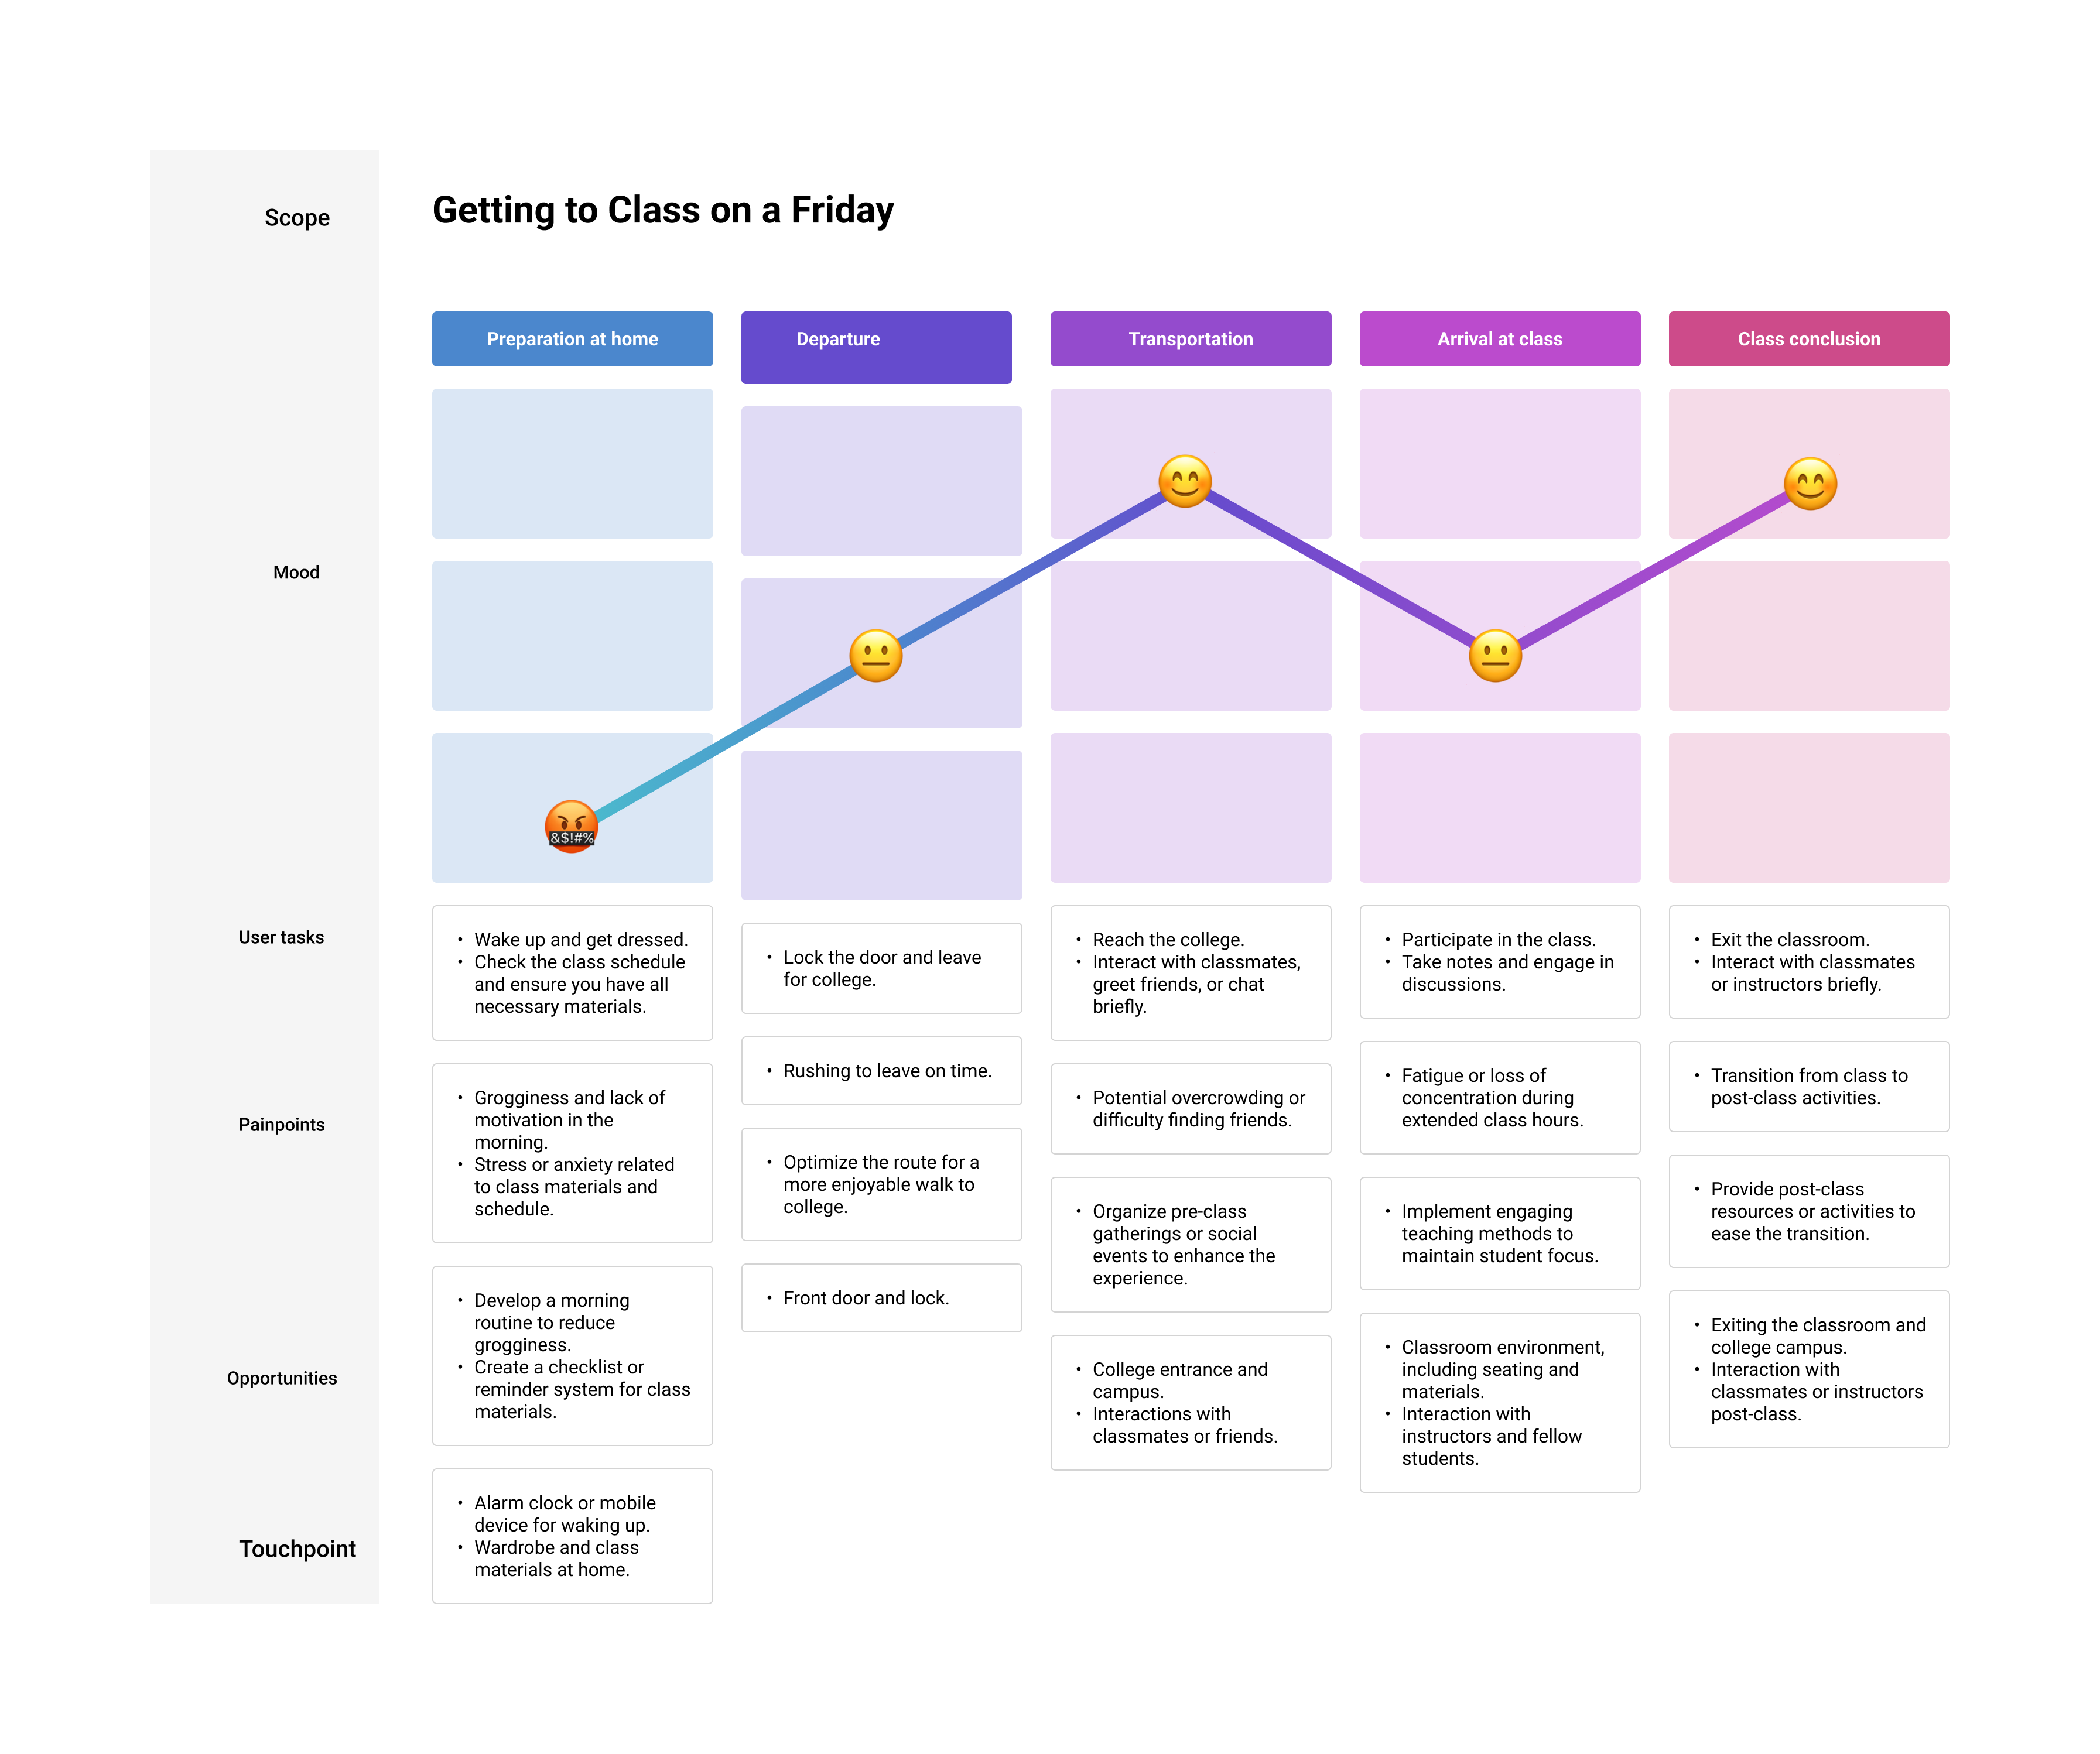 Scope
Getting to Class on a Friday
Preparation at home
Departure
Transportation
Arrival at class
Class conclusion
Mood
&$!#%
User tasks
• Wake up and get dressed.
• Check the class schedule
and ensure you have all
necessary materials.
• Lock the door and leave
for college.
• Reach the college.
• Interact with classmates,
greet friends, or chat
briefly.
• Participate in the class.
• Take notes and engage in
discussions.
• Exit the classroom.
• Interact with classmates
or instructors briefly.
Painpoints
• Grogginess and lack of
motivation in the
morning.
• Stress or anxiety related
to class materials and
schedule.
• Rushing to leave on time.
• Potential overcrowding or
difficulty finding friends.
• Fatigue or loss of
concentration during
extended class hours.
• Transition from class to
post-class activities.
Opportunities
• Develop a morning
routine to reduce
grogginess.
• Create a checklist or
reminder system for class
materials.
• Optimize the route for a
more enjoyable walk to
college.
• Organize pre-class
gatherings or social
events to enhance the
experience.
• Implement engaging
teaching methods to
maintain student focus.
• Provide post-class
resources or activities to
ease the transition.
Touchpoint
• Alarm clock or mobile
device for waking up.
• Wardrobe and class
materials at home.
• Front door and lock.
• College entrance and
campus.
• Interactions with
classmates or friends.
• Classroom environment,
including seating and
materials.
• Interaction with
instructors and fellow
students.
• Exiting the classroom and
college campus.
• Interaction with
classmates or instructors
post-class.